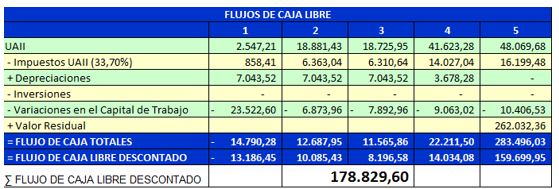 FLUJOS DE CAJA LIBRE
1 2 3 4 5
UAII 2.547,21 18.881,43 18.725,95 41.623,28 48.069,68
- Impuestos UAII (33,70%) 858,41 6.363,04 6.310,64 14.027,04 16.199,48
+ Depreciaciones 7.043,52 7.043,52 7.043,52 3.678,28 -
- Inversiones - - - - -
- Variaciones en el Capital de Trabajo - 23.522,60 - 6.873,96 - 7.892,96 - 9.063,02 - 10.406,53
+ Valor Residual 262.032,36
= FLUJO DE CAJA TOTALES - 14.790,28 12.687,95 11.565,86 22.211,50 283.496,03
= FLUJO DE CAJA LIBRE DESCONTADO - 13.186,45 10.085,43 8.196,58 14.034,08 159.699,95
∑ FLUJO DE CAJA LIBRE DESCONTADO 178.829,60